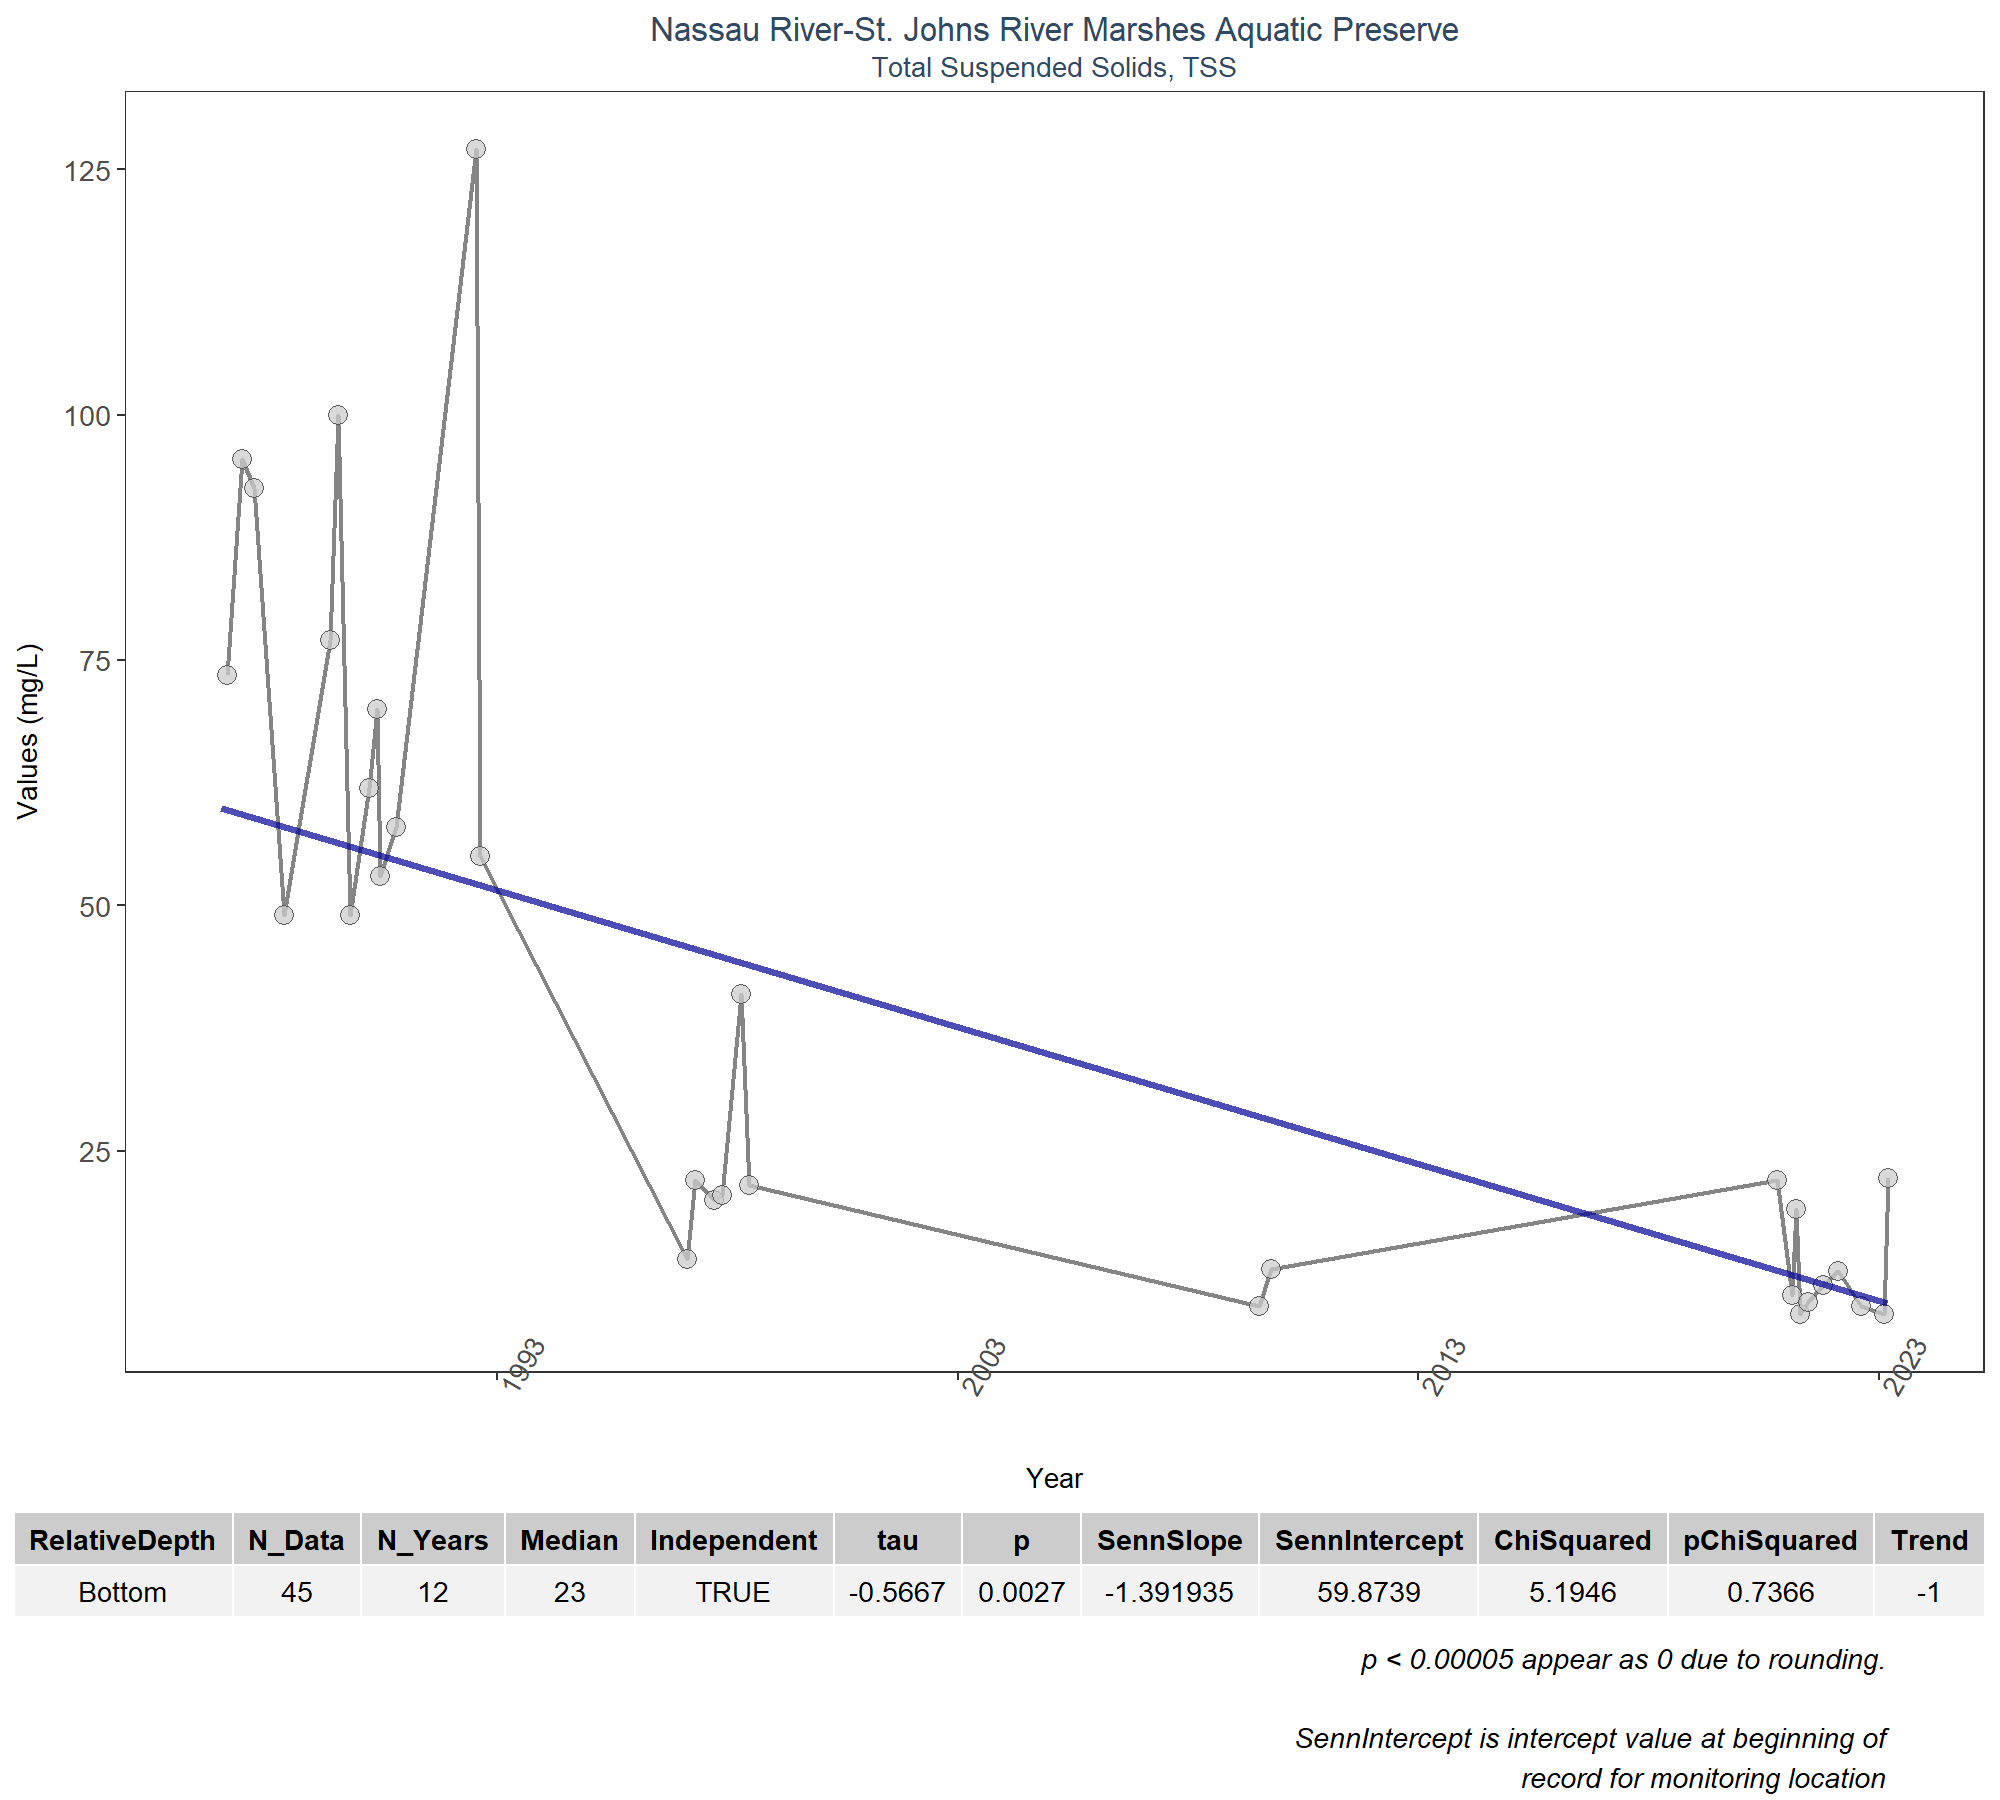 Nassau River-St. Johns River Marshes Aquatic Preserve
Total Suspended Solids, TSS
125
100
75
50
25
Values (mg/L)
1993
2003
2013
2023
Year
RelativeDepth N_Data N_Years Median Independent tau p SennSlope SennIntercept ChiSquared pChiSquared Trend
Bottom 45 12 23 TRUE -0.5667 0.0027 -1.391935 59.8739 5.1946 0.7366 -1
p < 0.00005 appear as 0 due to rounding.
SennIntercept is intercept value at beginning of
record for monitoring location